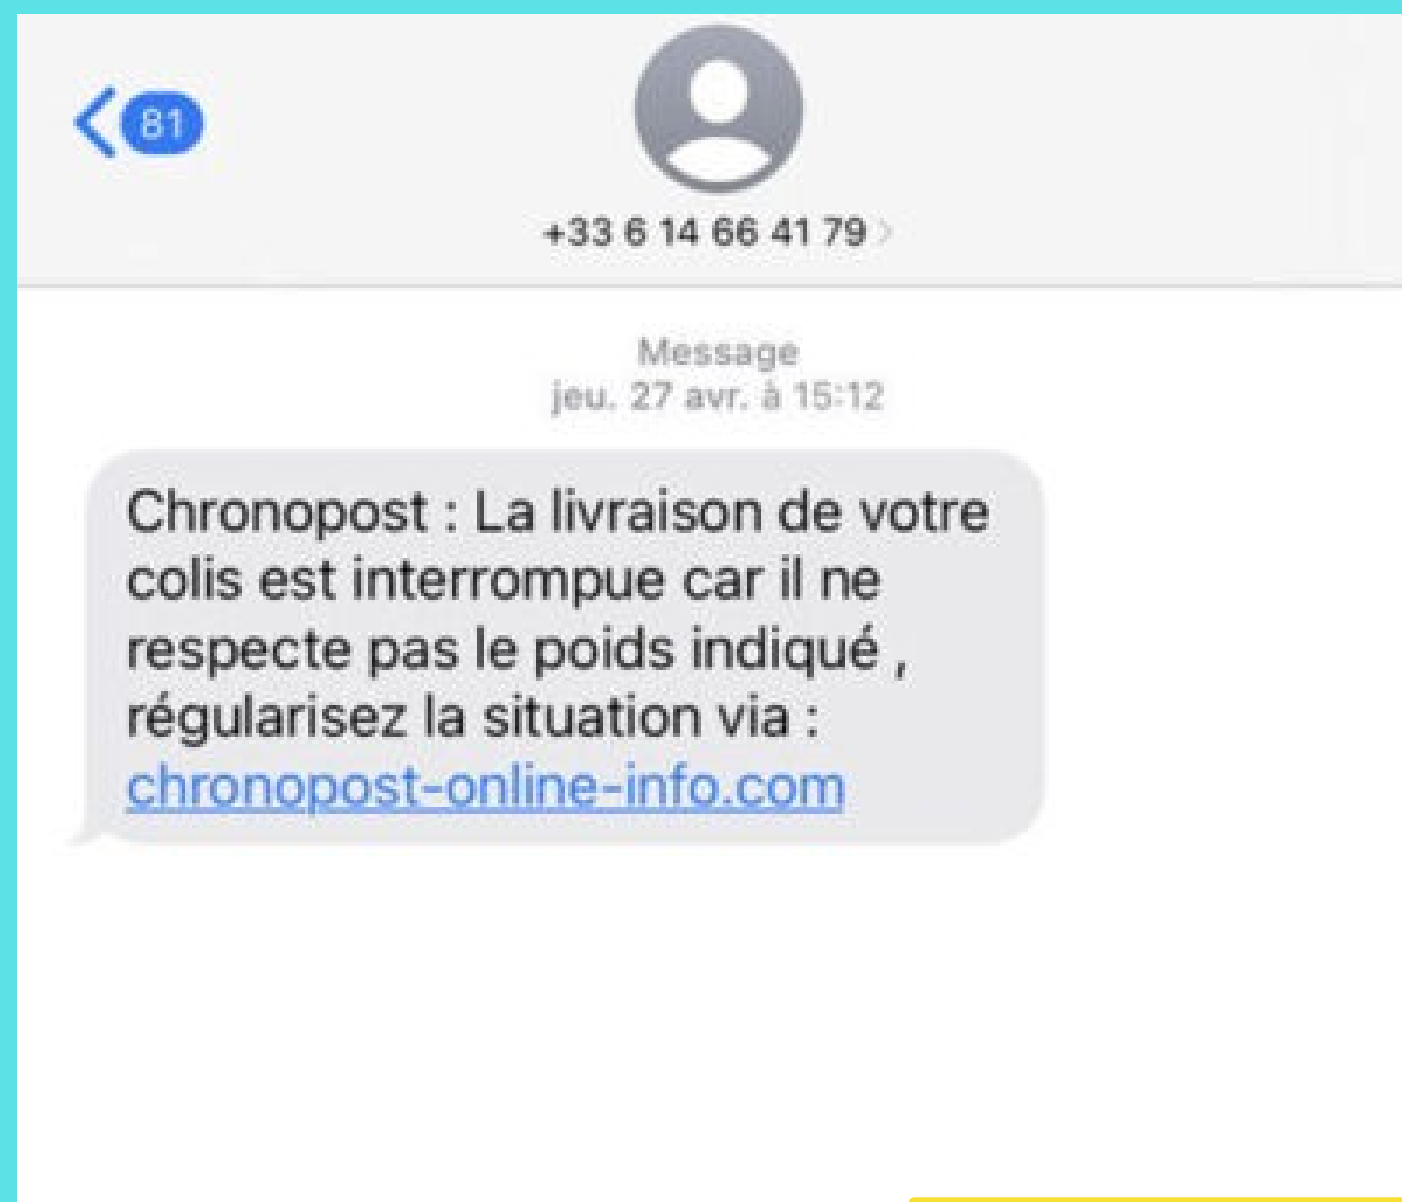 81
+33 6 14 66 41 79
Message
jeu. 27 avr. à 15:12
Chronopost : La livraison de votre
colis est interrompue car il ne
respecte pas le poids indiqué ,
régularisez la situation via :
chronopost-online-info.com